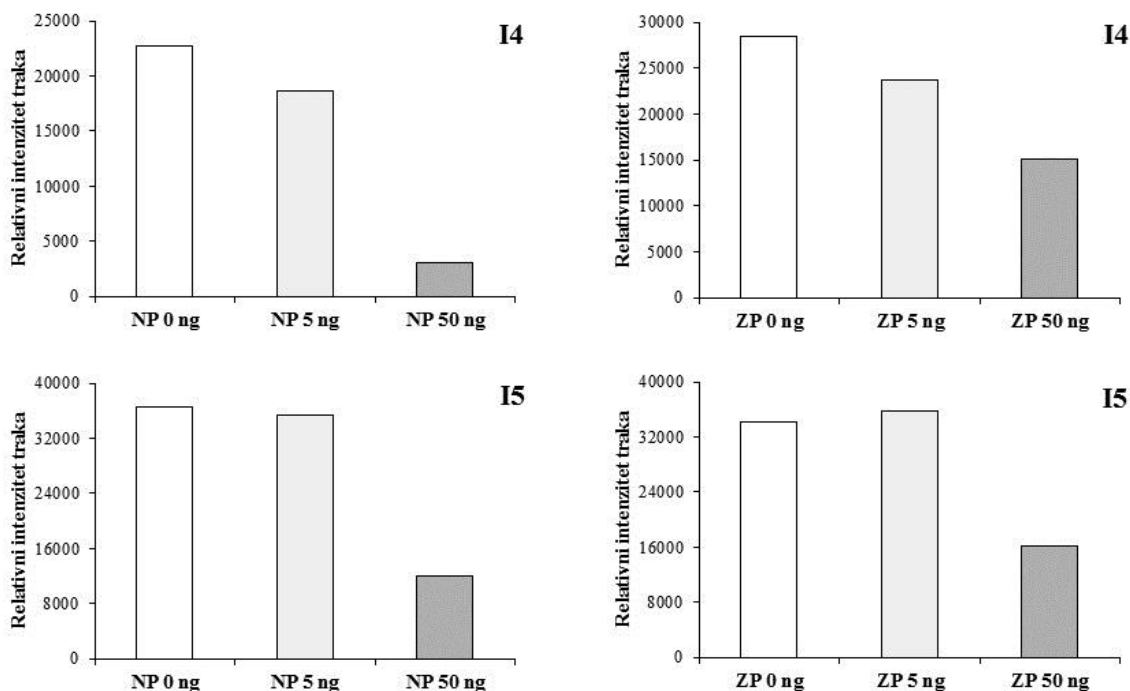 I4
Relativni intenzitet traka
25000
20000
15000
10000
5000
0
NP 0 ng NP 5 ng NP 50 ng
I4
Relativni intenzitet traka
30000
25000
20000
15000
10000
5000
0
ZP 0 ng ZP 5 ng ZP 50 ng
I5
Relativni intenzitet traka
40000
32000
24000
16000
8000
0
NP 0 ng NP 5 ng NP 50 ng
I5
Relativni intenzitet traka
40000
32000
24000
16000
8000
0
ZP 0 ng ZP 5 ng ZP 50 ng